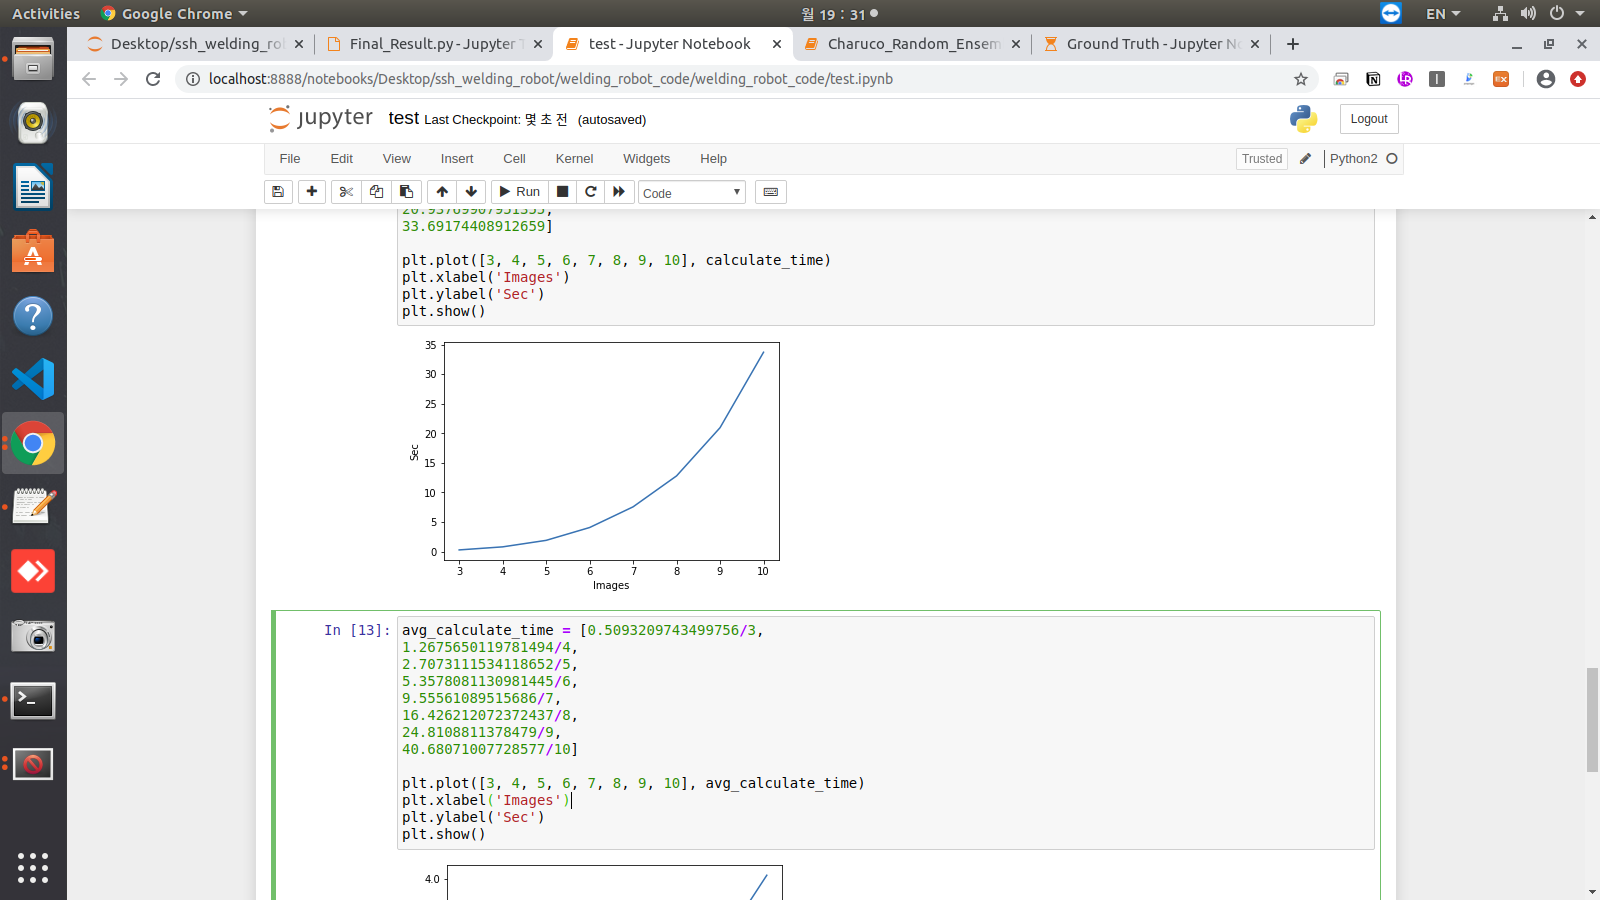 Activities
Google Chrome
월 19 : 31
EN
Desktop/ssh_welding_rol
Final_Result.py - Jupyter T
test - Jupyter Notebook
Charuco_Random_Ensem
Ground Truth - Jupyter No
localhost:8888/notebooks/Desktop/ssh_welding_robot/welding_robot_code/welding_robot_code/test.ipynb
jupyter
test Last Checkpoint: 몇 초 전 (autosaved)
Logout
File Edit View Insert Cell Kernel Widgets Help
Trusted
Python2
Run
Code
20.93769907951355,
33.69174408912659]
plt.plot([3, 4, 5, 6, 7, 8, 9, 10], calculate_time)
plt.xlabel('Images')
plt.ylabel('Sec')
plt.show()
35
30
25
20
15
10
5
0
Sec
3 4 5 6 7 8 9 10
Images
In [13]:
avg_calculate_time = [0.5093209743499756/3,
1.2675650119781494/4,
2.7073111534118652/5,
5.3578081130981445/6,
9.55561089515686/7,
16.426212072372437/8,
24.8108811378479/9,
40.68071007728577/10]
plt.plot([3, 4, 5, 6, 7, 8, 9, 10], avg_calculate_time)
plt.xlabel('Images')
plt.ylabel('Sec')
plt.show()
4.0